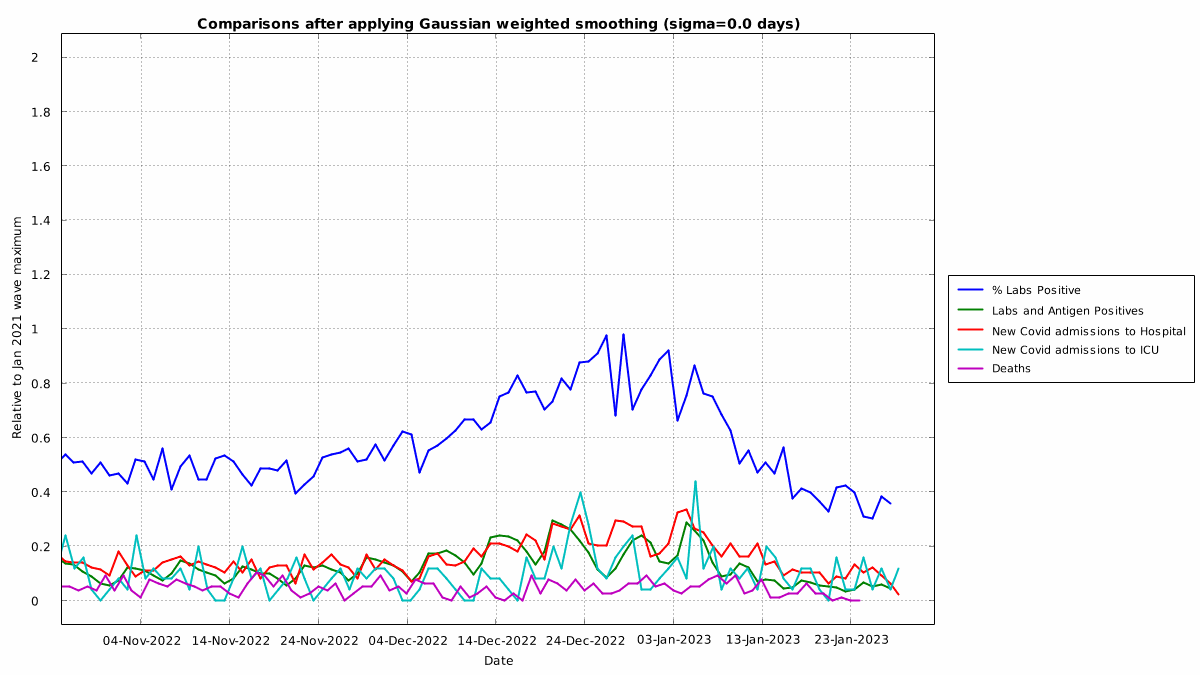 Comparisons after applying Gaussian weighted smoothing (sigma=0.0 days)
Relative to Jan 2021 wave maximum
2
1.8
1.6
1.4
1.2
1
0.8
0.6
0.4
0.2
0
04-Nov-2022 14-Nov-2022 24-Nov-2022 04-Dec-2022 14-Dec-2022 24-Dec-2022 03-Jan-2023 13-Jan-2023 23-Jan-2023
Date
% Labs Positive
Labs and Antigen Positives
New Covid admissions to Hospital
New Covid admissions to ICU
Deaths